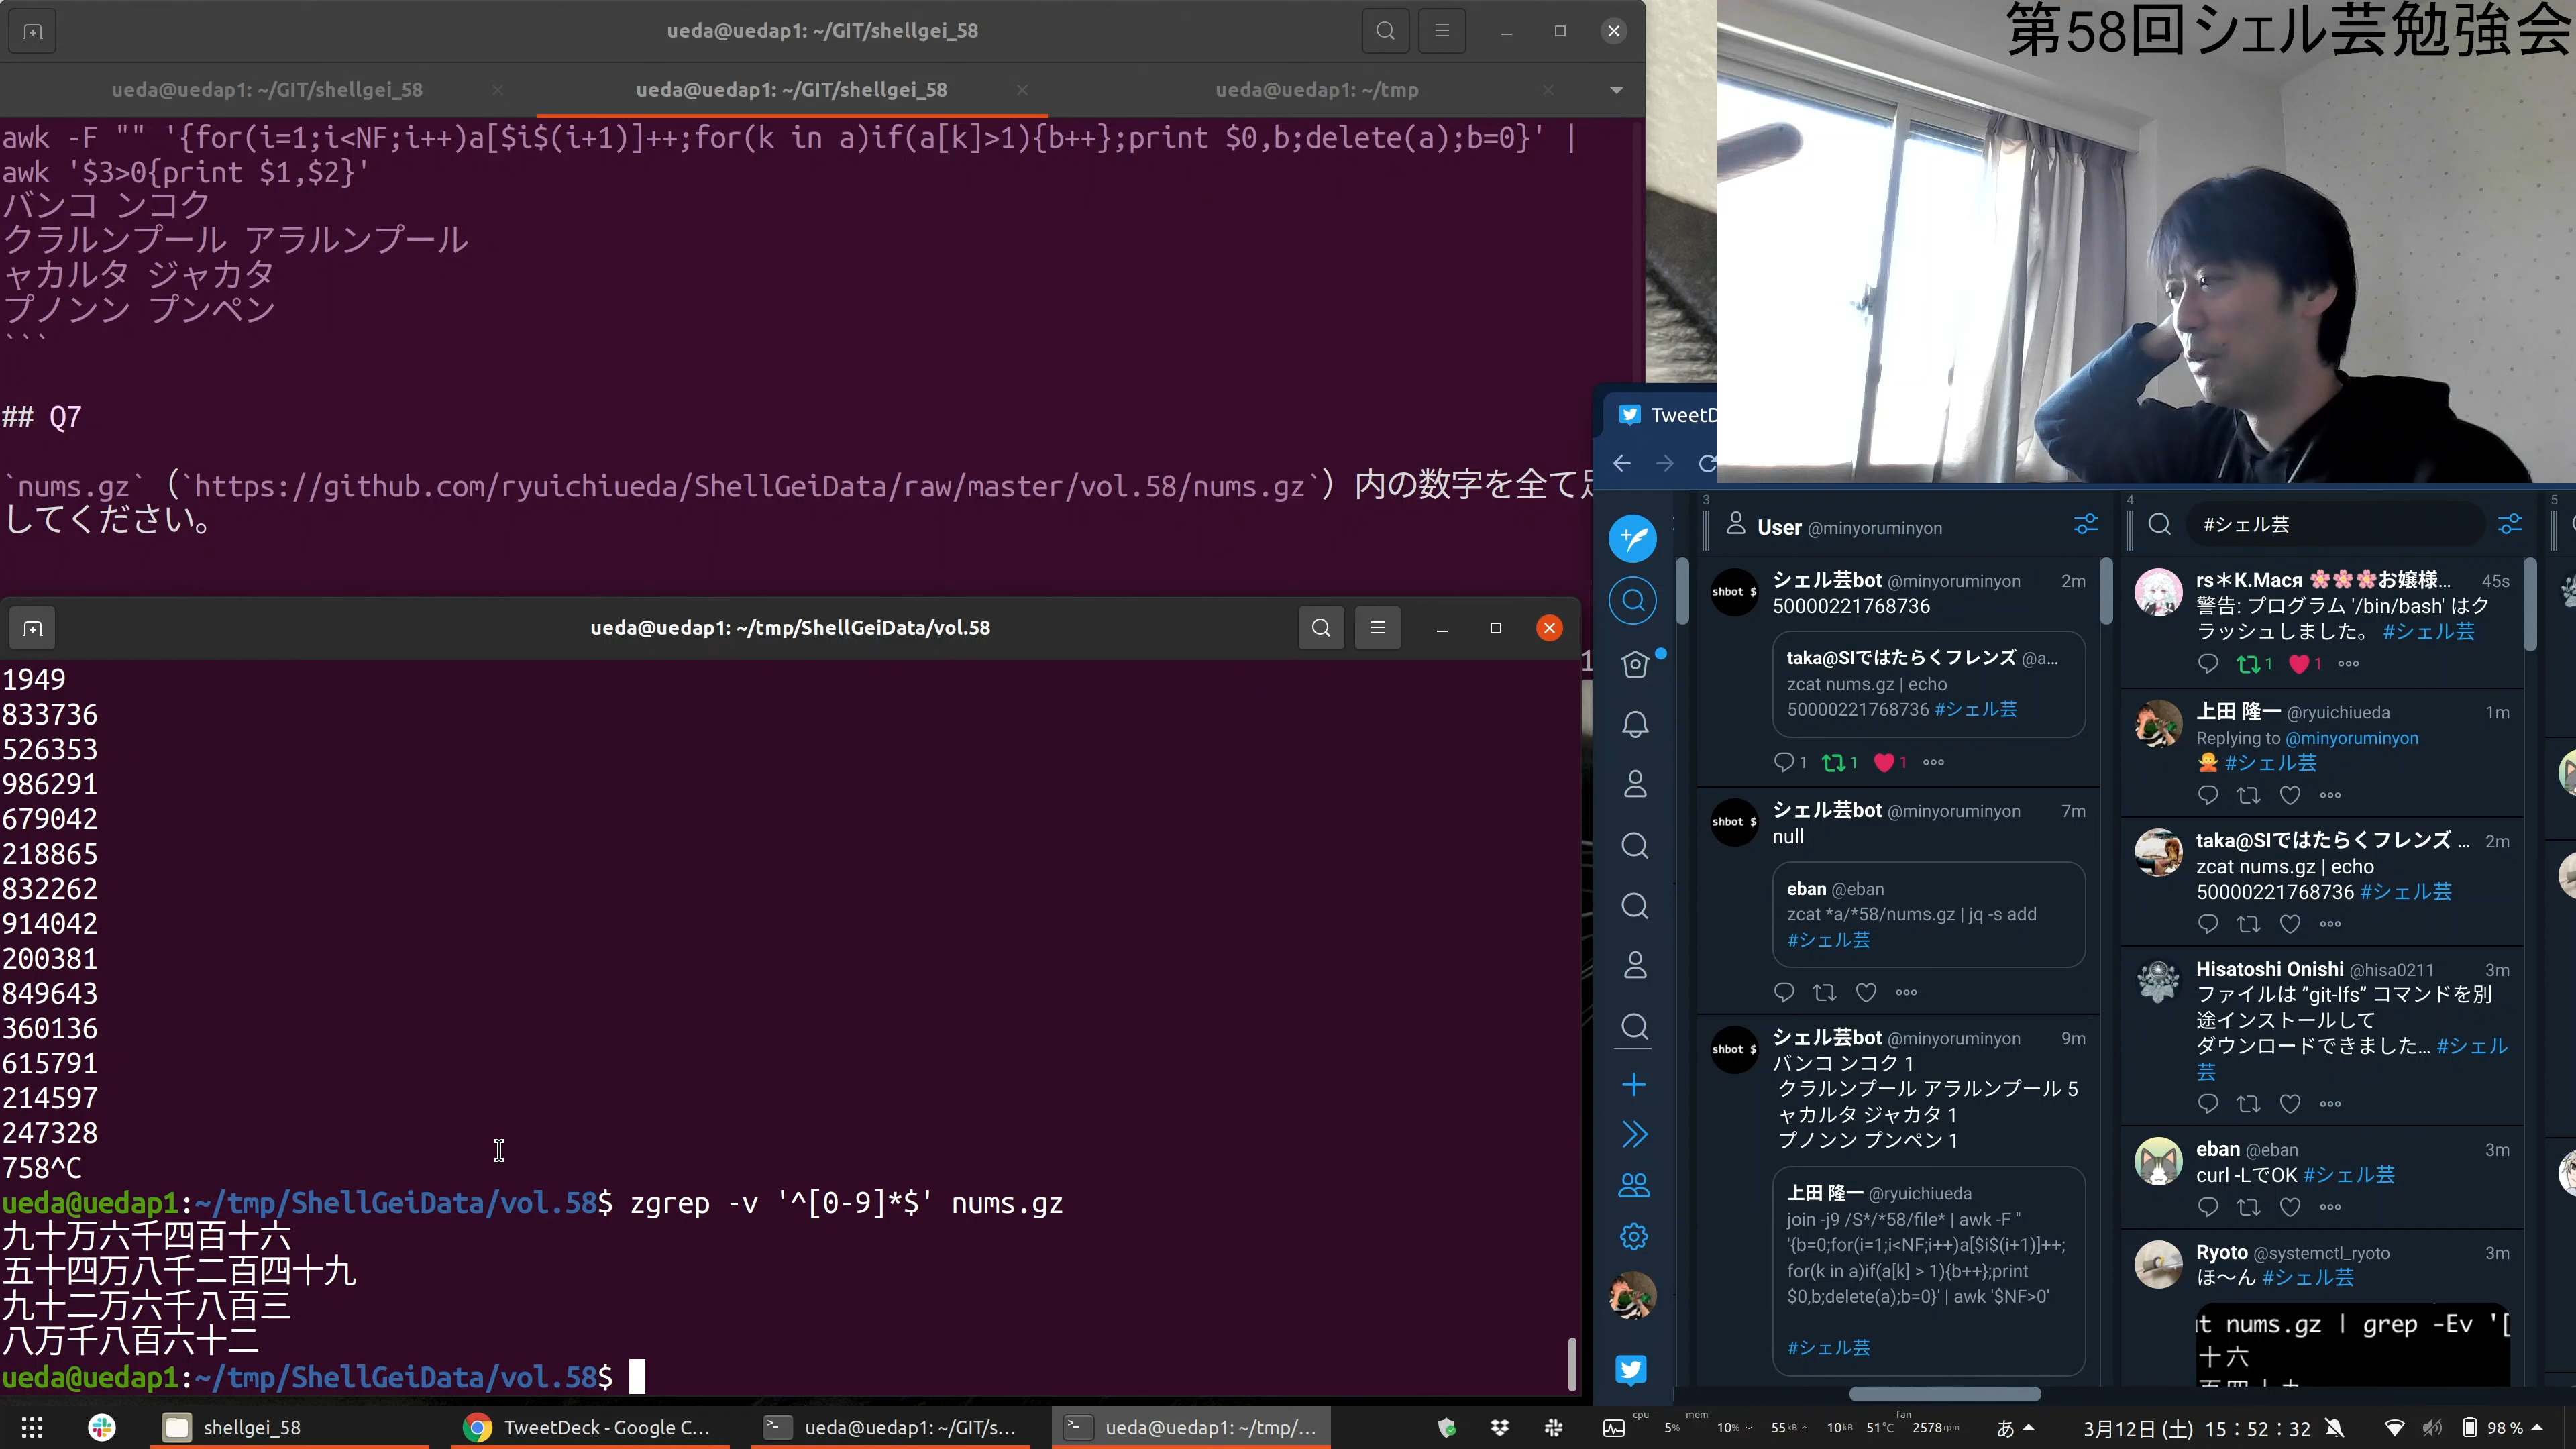 第58回シェル芸勉強会
ueda@uedap1: ~/GIT/shellgei_58
ueda@uedap1: ~/GIT/shellgei_58
ueda@uedap1: ~/GIT/shellgei_58
ueda@uedap1: ~/tmp
awk -F "" '{for(i=1;i<NF;i++)a[$i$(i+1)]++;for(k in a)if(a[k]>1){b++};print $0,b;delete(a);b=0}' |
awk '$3>0{print $1,$2}'
バンコ ンコク
クラルンプール アラルンプール
ャカルタ ジャカタ
プノンン プンペン
```
## Q7
`nums.gz` （`https://github.com/ryuichiueda/ShellGeiData/raw/master/vol.58/nums.gz`）内の数字を全て
してください。
ueda@uedap1: ~/tmp/ShellGeiData/vol.58
1949
833736
526353
986291
679042
218865
832262
914042
200381
849643
360136
615791
214597
247328
758^C
ueda@uedap1:~/tmp/ShellGeiData/vol.58$ zgrep -v '^[0-9]*$' nums.gz
九十万六千四百十六
五十四万八千二百四十九
九十二万六千八百三
八万千八百六十二
ueda@uedap1:~/tmp/ShellGeiData/vol.58$
TweetD
3
User @minyoruminyon
shbot $
シェル芸bot @minyoruminyon 2m
50000221768736
taka@SIではたらくフレンズ @a...
zcat nums.gz | echo
50000221768736 #シェル芸
1 1 1
shbot $
シェル芸bot @minyoruminyon 7m
null
eban @eban
zcat *a/*58/nums.gz | jq -s add
#シェル芸
shbot $
シェル芸bot @minyoruminyon 9m
バンコ ンコク 1
クラルンプール アラルンプール 5
ャカルタ ジャカタ 1
プノンン プンペン 1
上田 隆一 @ryuichiueda
join -j9 /S*/*58/file* | awk -F ''
'{b=0;for(i=1;i<NF;i++)a[$i$(i+1)]++;
for(k in a)if(a[k] > 1){b++};print
$0,b;delete(a);b=0}' | awk '$NF>0'
#シェル芸
4
#シェル芸
5
rs＊K.Mася 🌸🌸🌸お嬢様... 45s
警告: プログラム '/bin/bash' はク
ラッシュしました。 #シェル芸
1 1
上田 隆一 @ryuichiueda 1m
Replying to @minyoruminyon
🙅 #シェル芸
taka@SIではたらくフレンズ ... 2m
zcat nums.gz | echo
50000221768736 #シェル芸
Hisatoshi Onishi @hisa0211 3m
ファイルは ”git-lfs” コマンドを別
途インストールして
ダウンロードできました... #シェル
芸
eban @eban 3m
curl -LでOK #シェル芸
Ryoto @systemctl_ryoto 3m
ほ〜ん #シェル芸
t nums.gz | grep -Ev '[
十六
shellgei_58
TweetDeck - Google C...
ueda@uedap1: ~/GIT/s...
ueda@uedap1: ~/tmp/...
cpu 5% mem 10% 55kB 10kB 51°C fan 2578rpm
あ
3月12日 (土) 15:52:32
98 %